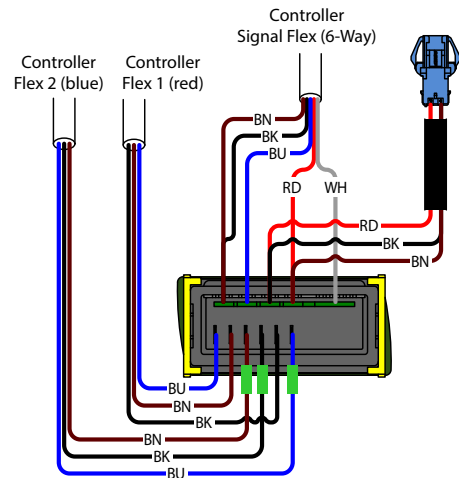 Controller
Signal Flex (6-Way)
Controller
Flex 2 (blue)
Controller
Flex 1 (red)
BN
BK
BU
RD
WH
RD
BK
BN
BU
BN
BK
BN
BK
BU